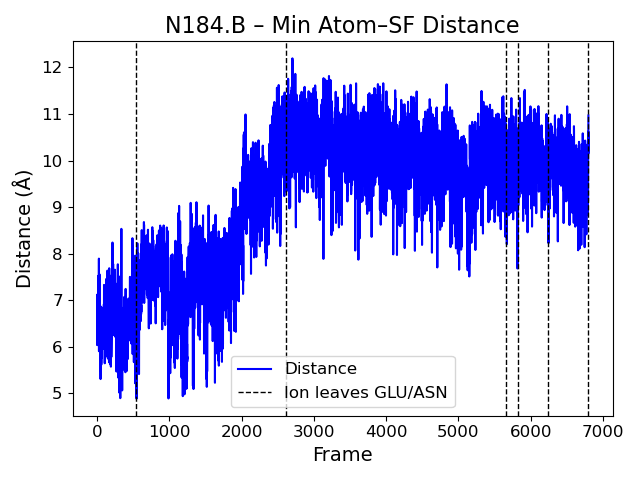 N184.B – Min Atom–SF Distance
Distance (Å)
12
11
10
9
8
7
6
5
Distance
Ion leaves GLU/ASN
0 1000 2000 3000 4000 5000 6000 7000
Frame